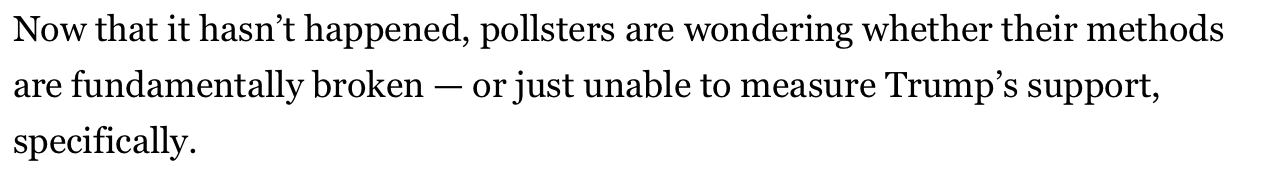 Now that it hasn’t happened, pollsters are wondering whether their methods
are fundamentally broken — or just unable to measure Trump’s support,
specifically.